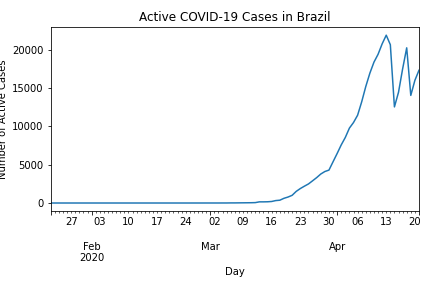 Active COVID-19 Cases in Brazil
Number of Active Cases
20000
15000
10000
5000
0
27 03 10 17 24 02 09 16 23 30 06 13 20
Feb Mar Apr
2020
Day